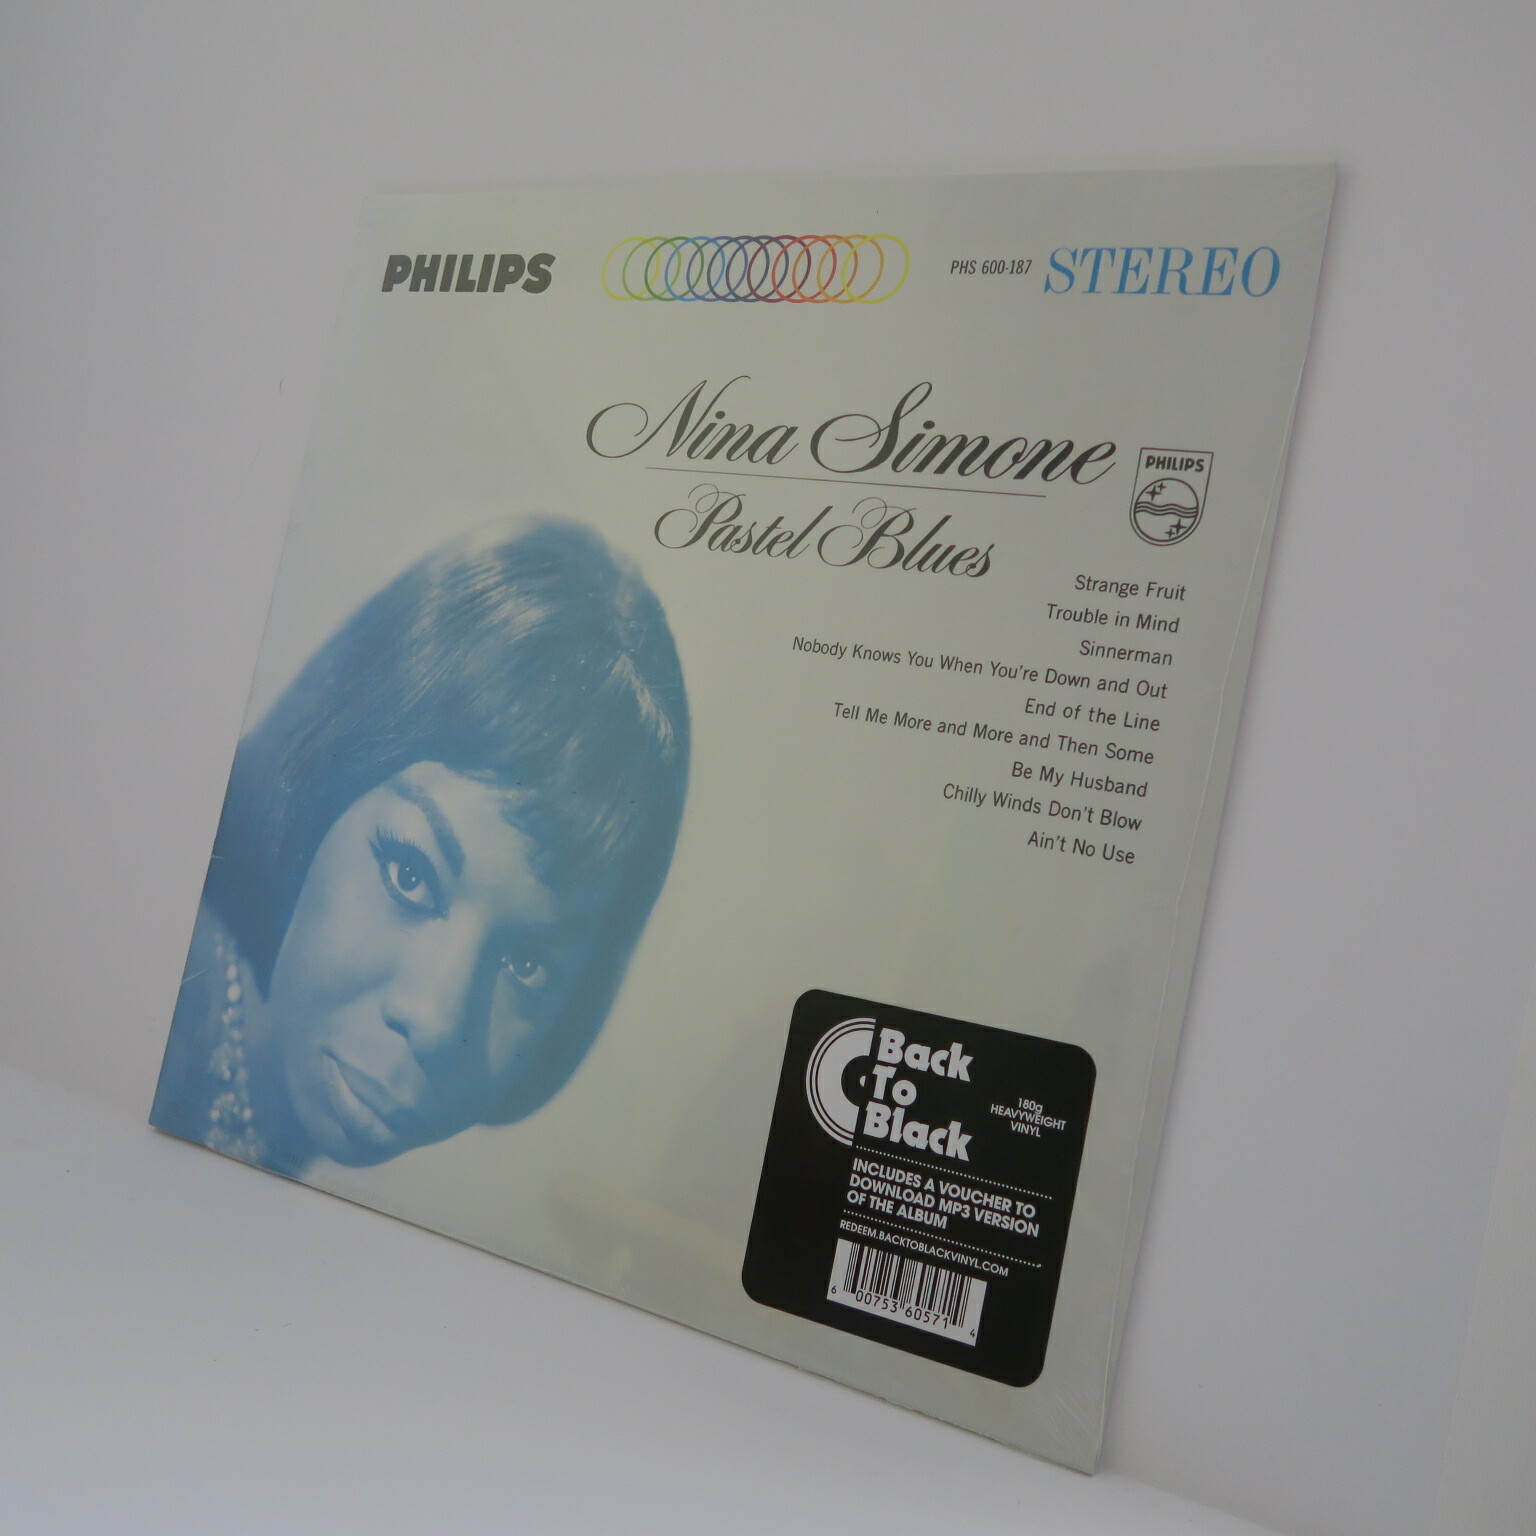 PHILIPS
PHS 600-187 STEREO
Nina Simone
Pastel Blues
PHILIPS
Strange Fruit
Trouble in Mind
Sinnerman
Nobody Knows You When You're Down and Out
End of the Line
Tell Me More and More and Then Some
Be My Husband
Chilly Winds Don't Blow
Ain't No Use
Back
To
Black
180g
HEAVYWEIGHT
VINYL
INCLUDES A VOUCHER TO
DOWNLOAD MP3 VERSION
OF THE ALBUM
REDEEM.BACKTOBLACKVINYL.COM
6 00753 60571 4